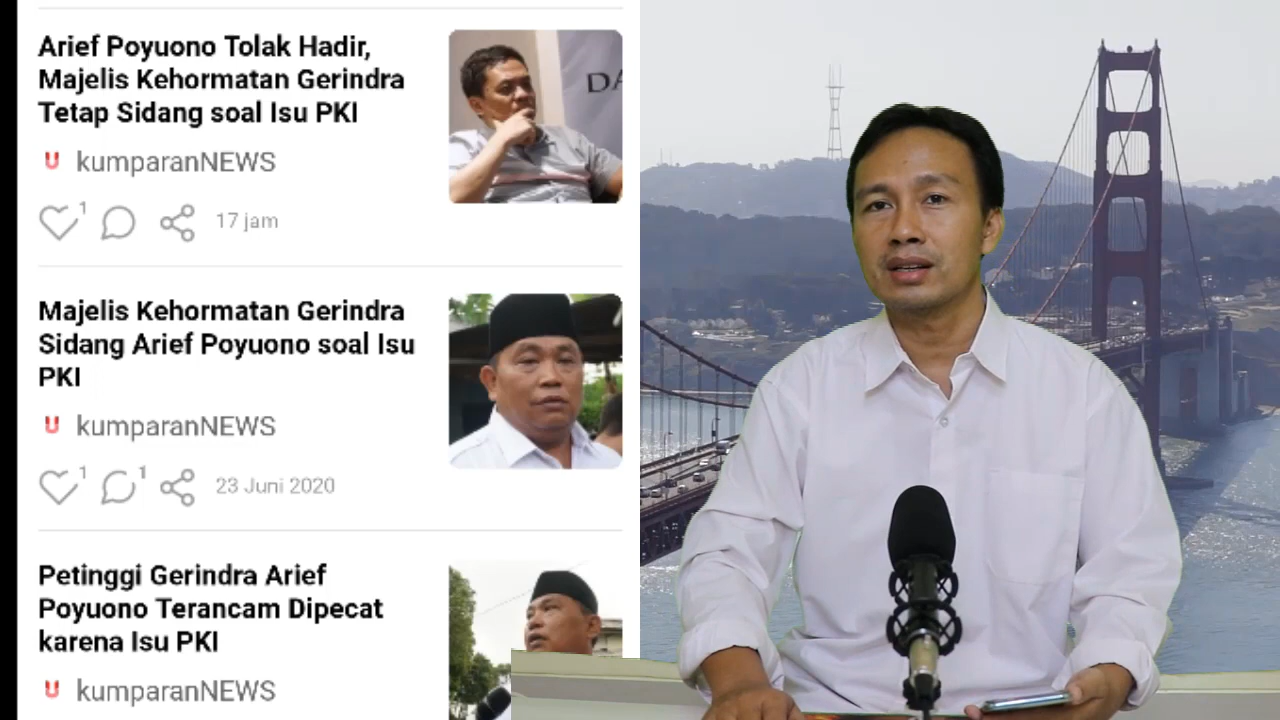 Arief Poyuono Tolak Hadir,
Majelis Kehormatan Gerindra
Tetap Sidang soal Isu PKI
kumparanNEWS
1
17 jam
DA
Majelis Kehormatan Gerindra
Sidang Arief Poyuono soal Isu
PKI
kumparanNEWS
1 1
23 Juni 2020
Petinggi Gerindra Arief
Poyuono Terancam Dipecat
karena Isu PKI
kumparanNEWS